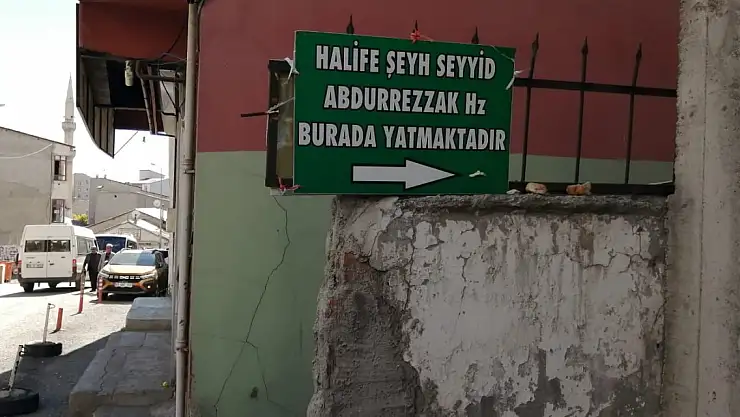 HALİFE ŞEYH SEYYİD
ABDURREZZAK Hz
BURADA YATMAKTADIR